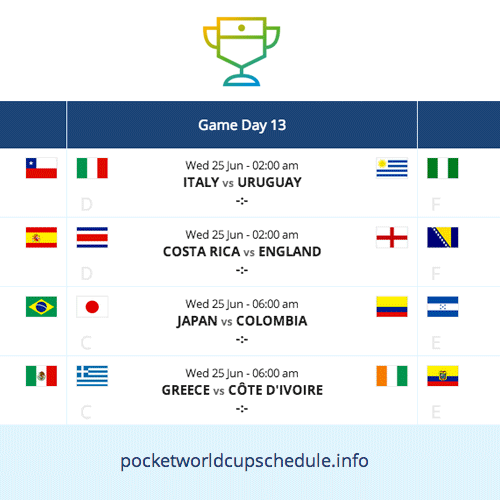 Game Day 13
Wed 25 Jun - 02:00 am
ITALY vs URUGUAY
-:-
D
F
Wed 25 Jun - 02:00 am
COSTA RICA vs ENGLAND
-:-
D
F
Wed 25 Jun - 06:00 am
JAPAN vs COLOMBIA
-:-
C
E
Wed 25 Jun - 06:00 am
GREECE vs CÔTE D'IVOIRE
-:-
C
E
pocketworldcupschedule.info